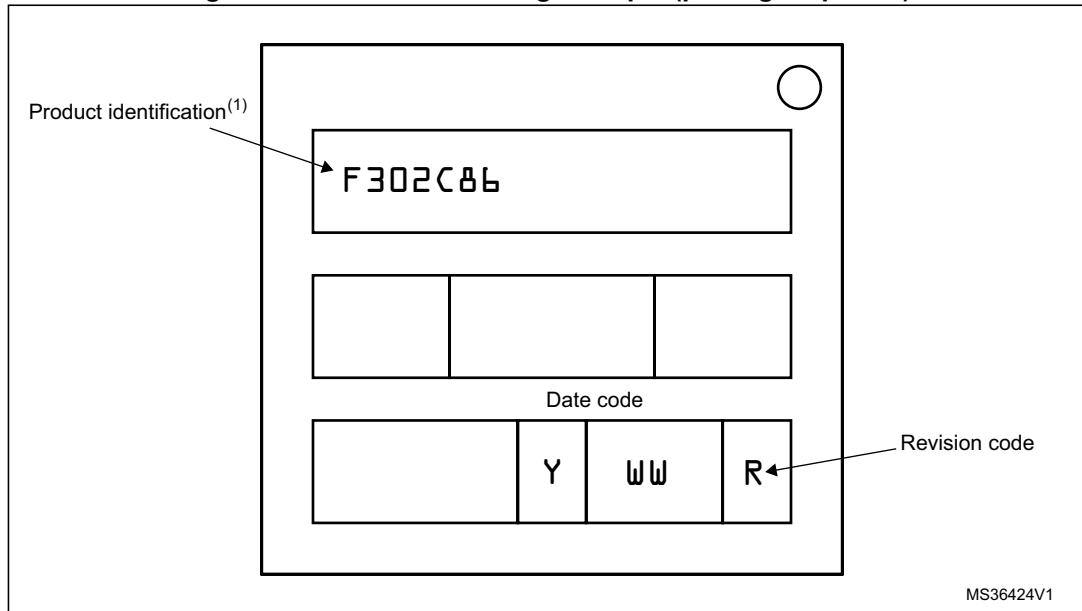 Product identification(1)
F302C86
Date code
Y WW R
Revision code
MS36424V1